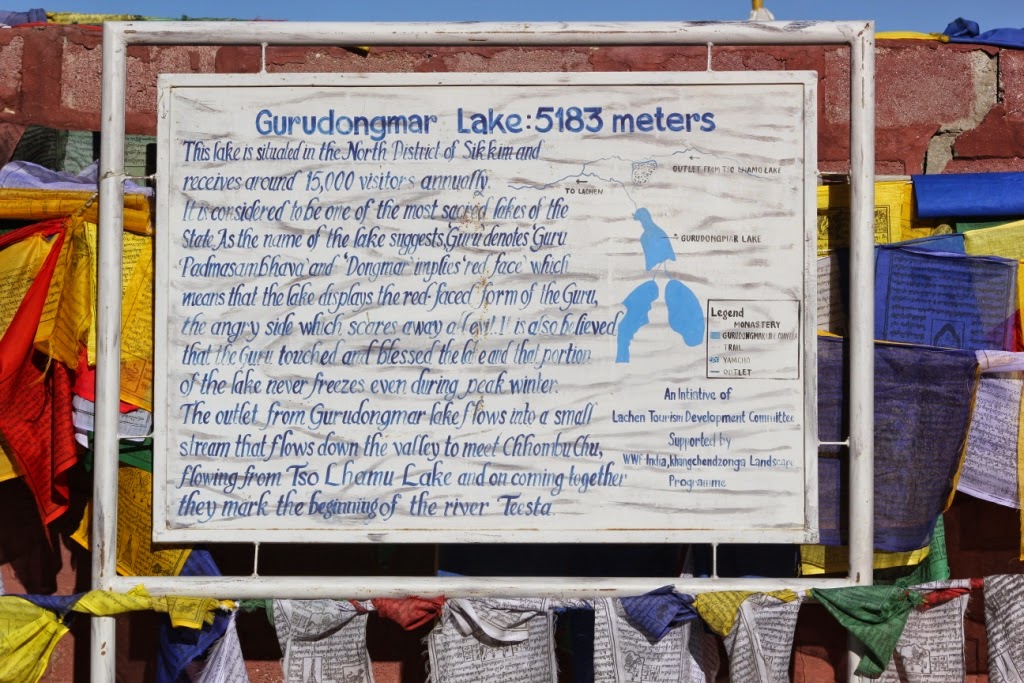 Gurudongmar Lake: 5183 meters
This lake is situated in the North District of Sikkim and
receives around 15,000 visitors annually.
It is considered to be one of the most sacred lakes of the
State. As the name of the lake suggests, Guru denotes 'Guru
Padmasambhava' and 'Dongmar' implies 'red face' which
means that the lake displays the red-faced form of the Guru,
the angry side which scores away a devil. It is also believed
that the Guru touched and blessed the lake and that portion
of the lake never freezes even during peak winter.
The outlet from Gurudongmar lake flows into a small
stream that flows down the valley to meet Chhombu Chu,
flowing from Tso Lhamu Lake and on coming together
they mark the beginning of the river Teesta.
OUTLET FROM TSO LHAMO LAKE
TO LACHEN
GURUDONGMAR LAKE
Legend
MONASTERY
GURUDONGMAR LAKE
TRAIL
YAMCHO
OUTLET
An Intiative of
Lachen Tourism Development Committee
Supported by
WWF India, Khangchendzonga Landscape
Programme